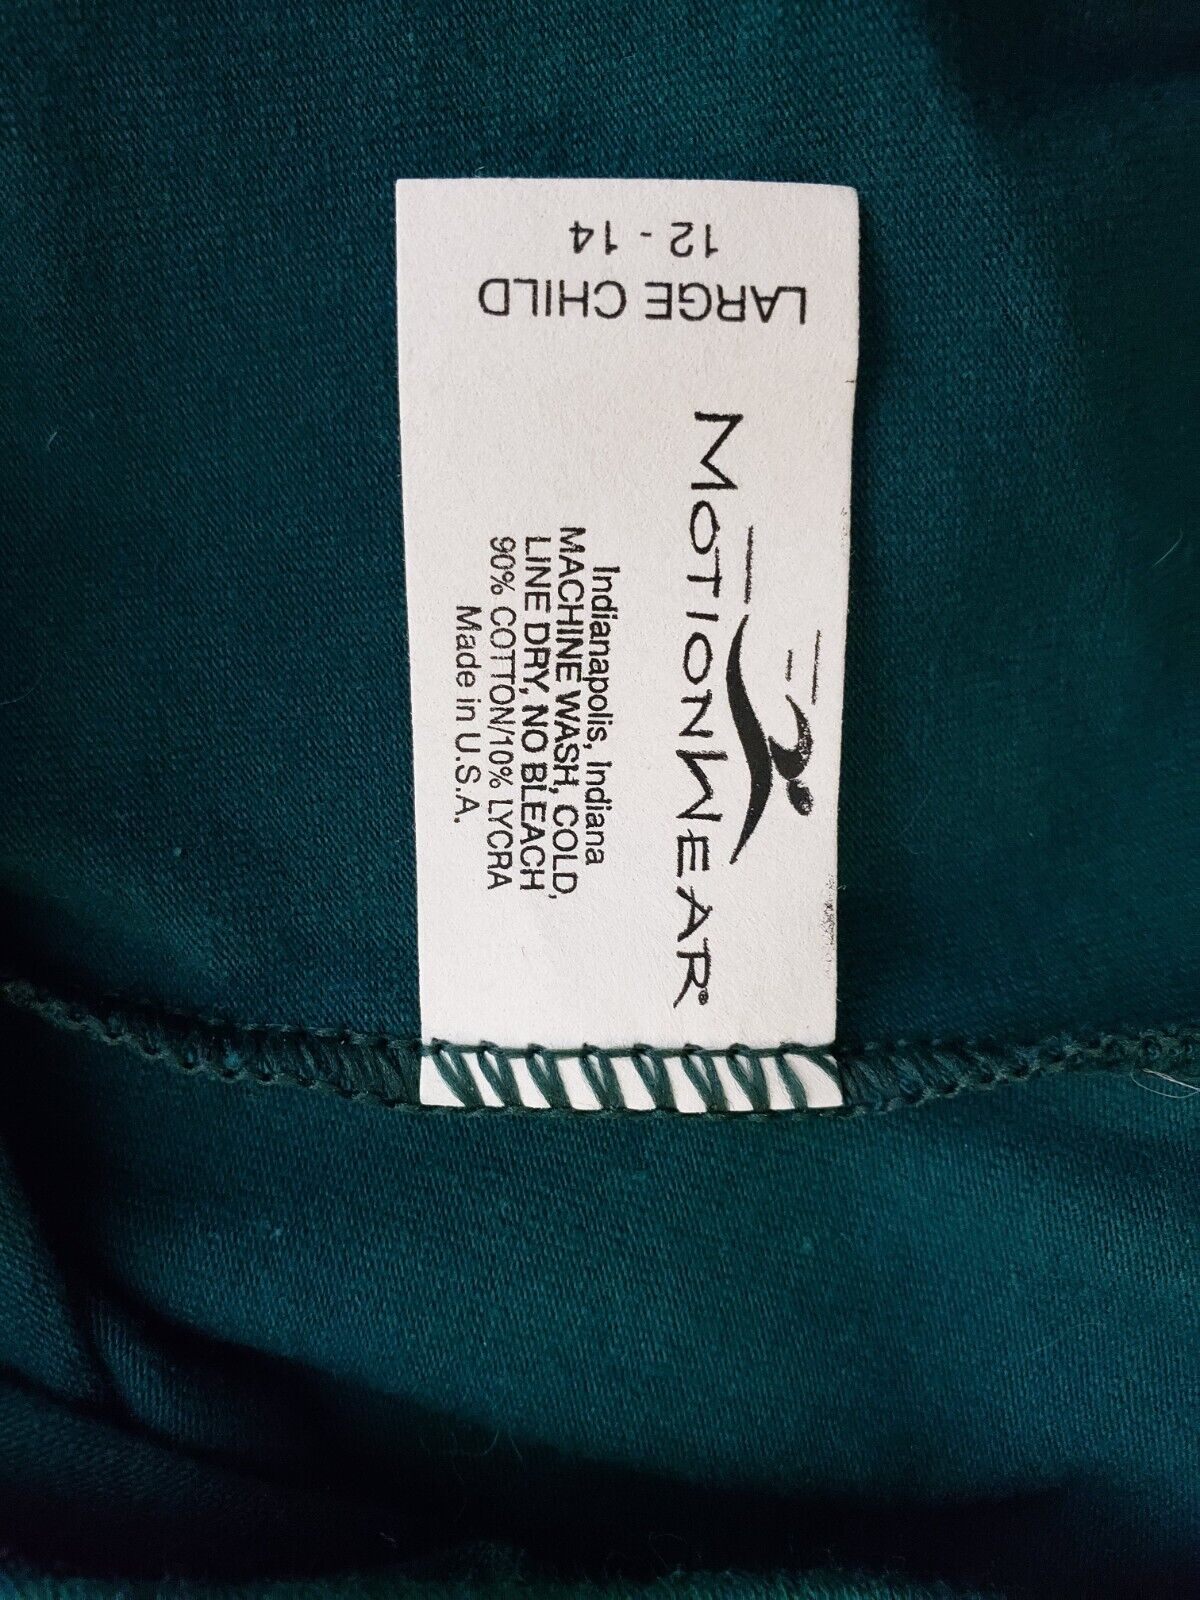 LARGE CHILD
12 - 14
MOTIONWEAR®
Indianapolis, Indiana
MACHINE WASH, COLD,
LINE DRY, NO BLEACH
90% COTTON/10% LYCRA
Made in U.S.A.